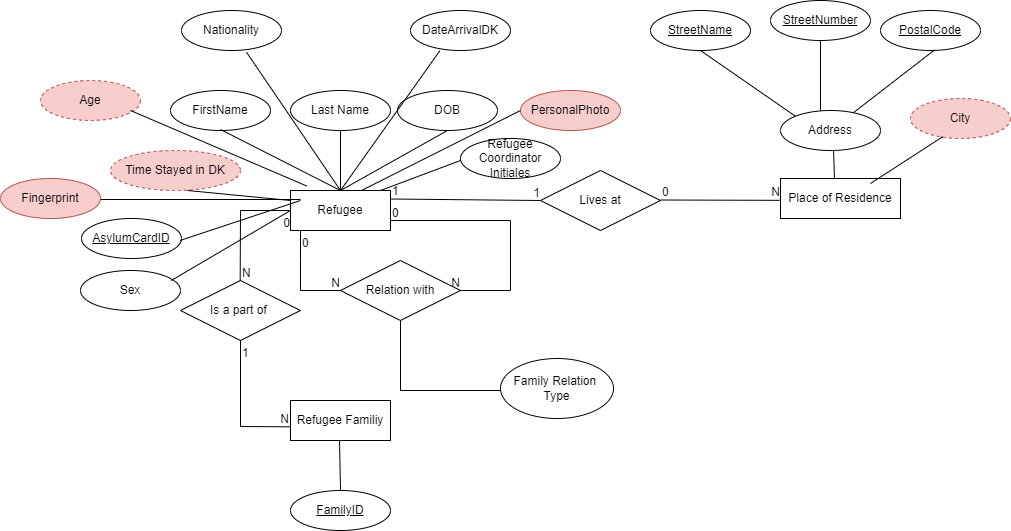 Nationality
DateArrivalDK
StreetName
StreetNumber
PostalCode
Age
FirstName
Last Name
DOB
PersonalPhoto
City
Address
Refugee
Coordinator
Initiales
Time Stayed in DK
Fingerprint
Refugee
1
1
Lives at
0
N
Place of Residence
0
0
0
AsylumCardID
Sex
N
Is a part of
N
Relation with
N
1
Family Relation
Type
N
Refugee Familiy
FamilyID